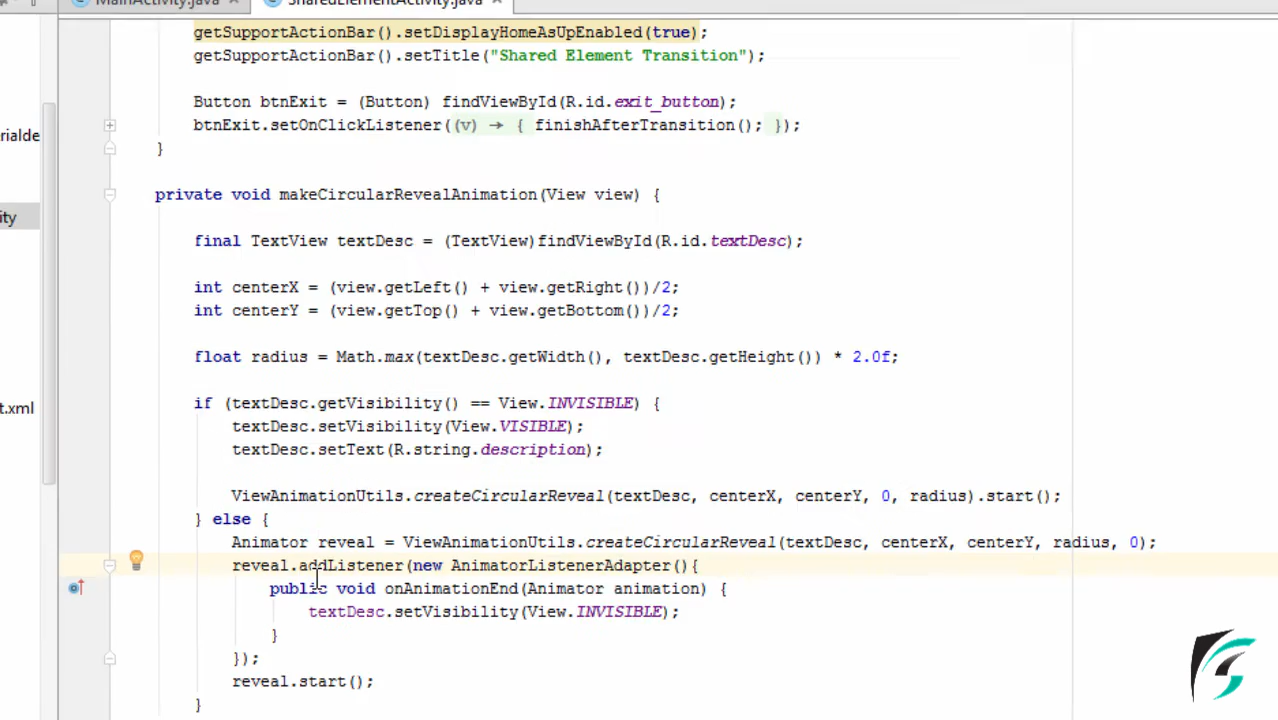 MainActivity.java
SharedElementActivity.java
getSupportActionBar().setDisplayHomeAsUpEnabled(true);
getSupportActionBar().setTitle("Shared Element Transition");
Button btnExit = (Button) findViewById(R.id.exit_button);
btnExit.setOnClickListener((v) → { finishAfterTransition(); });
}
private void makeCircularRevealAnimation(View view) {
final TextView textDesc = (TextView)findViewById(R.id.textDesc);
int centerX = (view.getLeft() + view.getRight())/2;
int centerY = (view.getTop() + view.getBottom())/2;
float radius = Math.max(textDesc.getWidth(), textDesc.getHeight()) * 2.0f;
if (textDesc.getVisibility() == View.INVISIBLE) {
textDesc.setVisibility(View.VISIBLE);
textDesc.setText(R.string.description);
ViewAnimationUtils.createCircularReveal(textDesc, centerX, centerY, 0, radius).start();
} else {
Animator reveal = ViewAnimationUtils.createCircularReveal(textDesc, centerX, centerY, radius, 0);
reveal.addListener(new AnimatorListenerAdapter(){
public void onAnimationEnd(Animator animation) {
textDesc.setVisibility(View.INVISIBLE);
}
});
reveal.start();
}
rialde
ity
t.xml